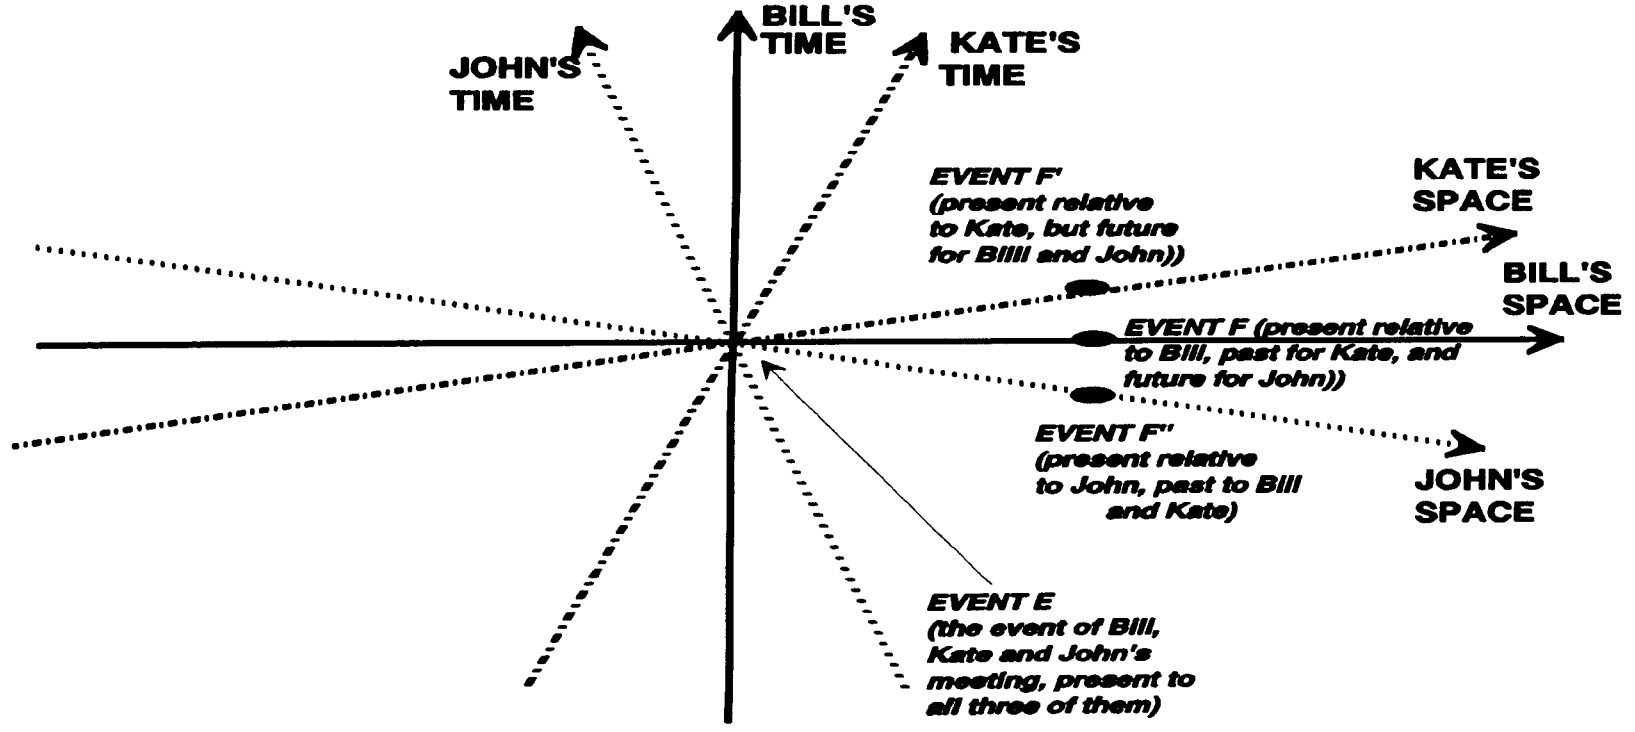 BILL'S
TIME
JOHN'S
TIME
KATE'S
TIME
EVENT F'
(present relative
to Kate, but future
for Billl and John))
KATE'S
SPACE
BILL'S
SPACE
EVENT F (present relative
to Bill, past for Kate, and
future for John))
EVENT F"
(present relative
to John, past to Bill
and Kate)
JOHN'S
SPACE
EVENT E
(the event of Bill,
Kate and John's
meeting, present to
all three of them)